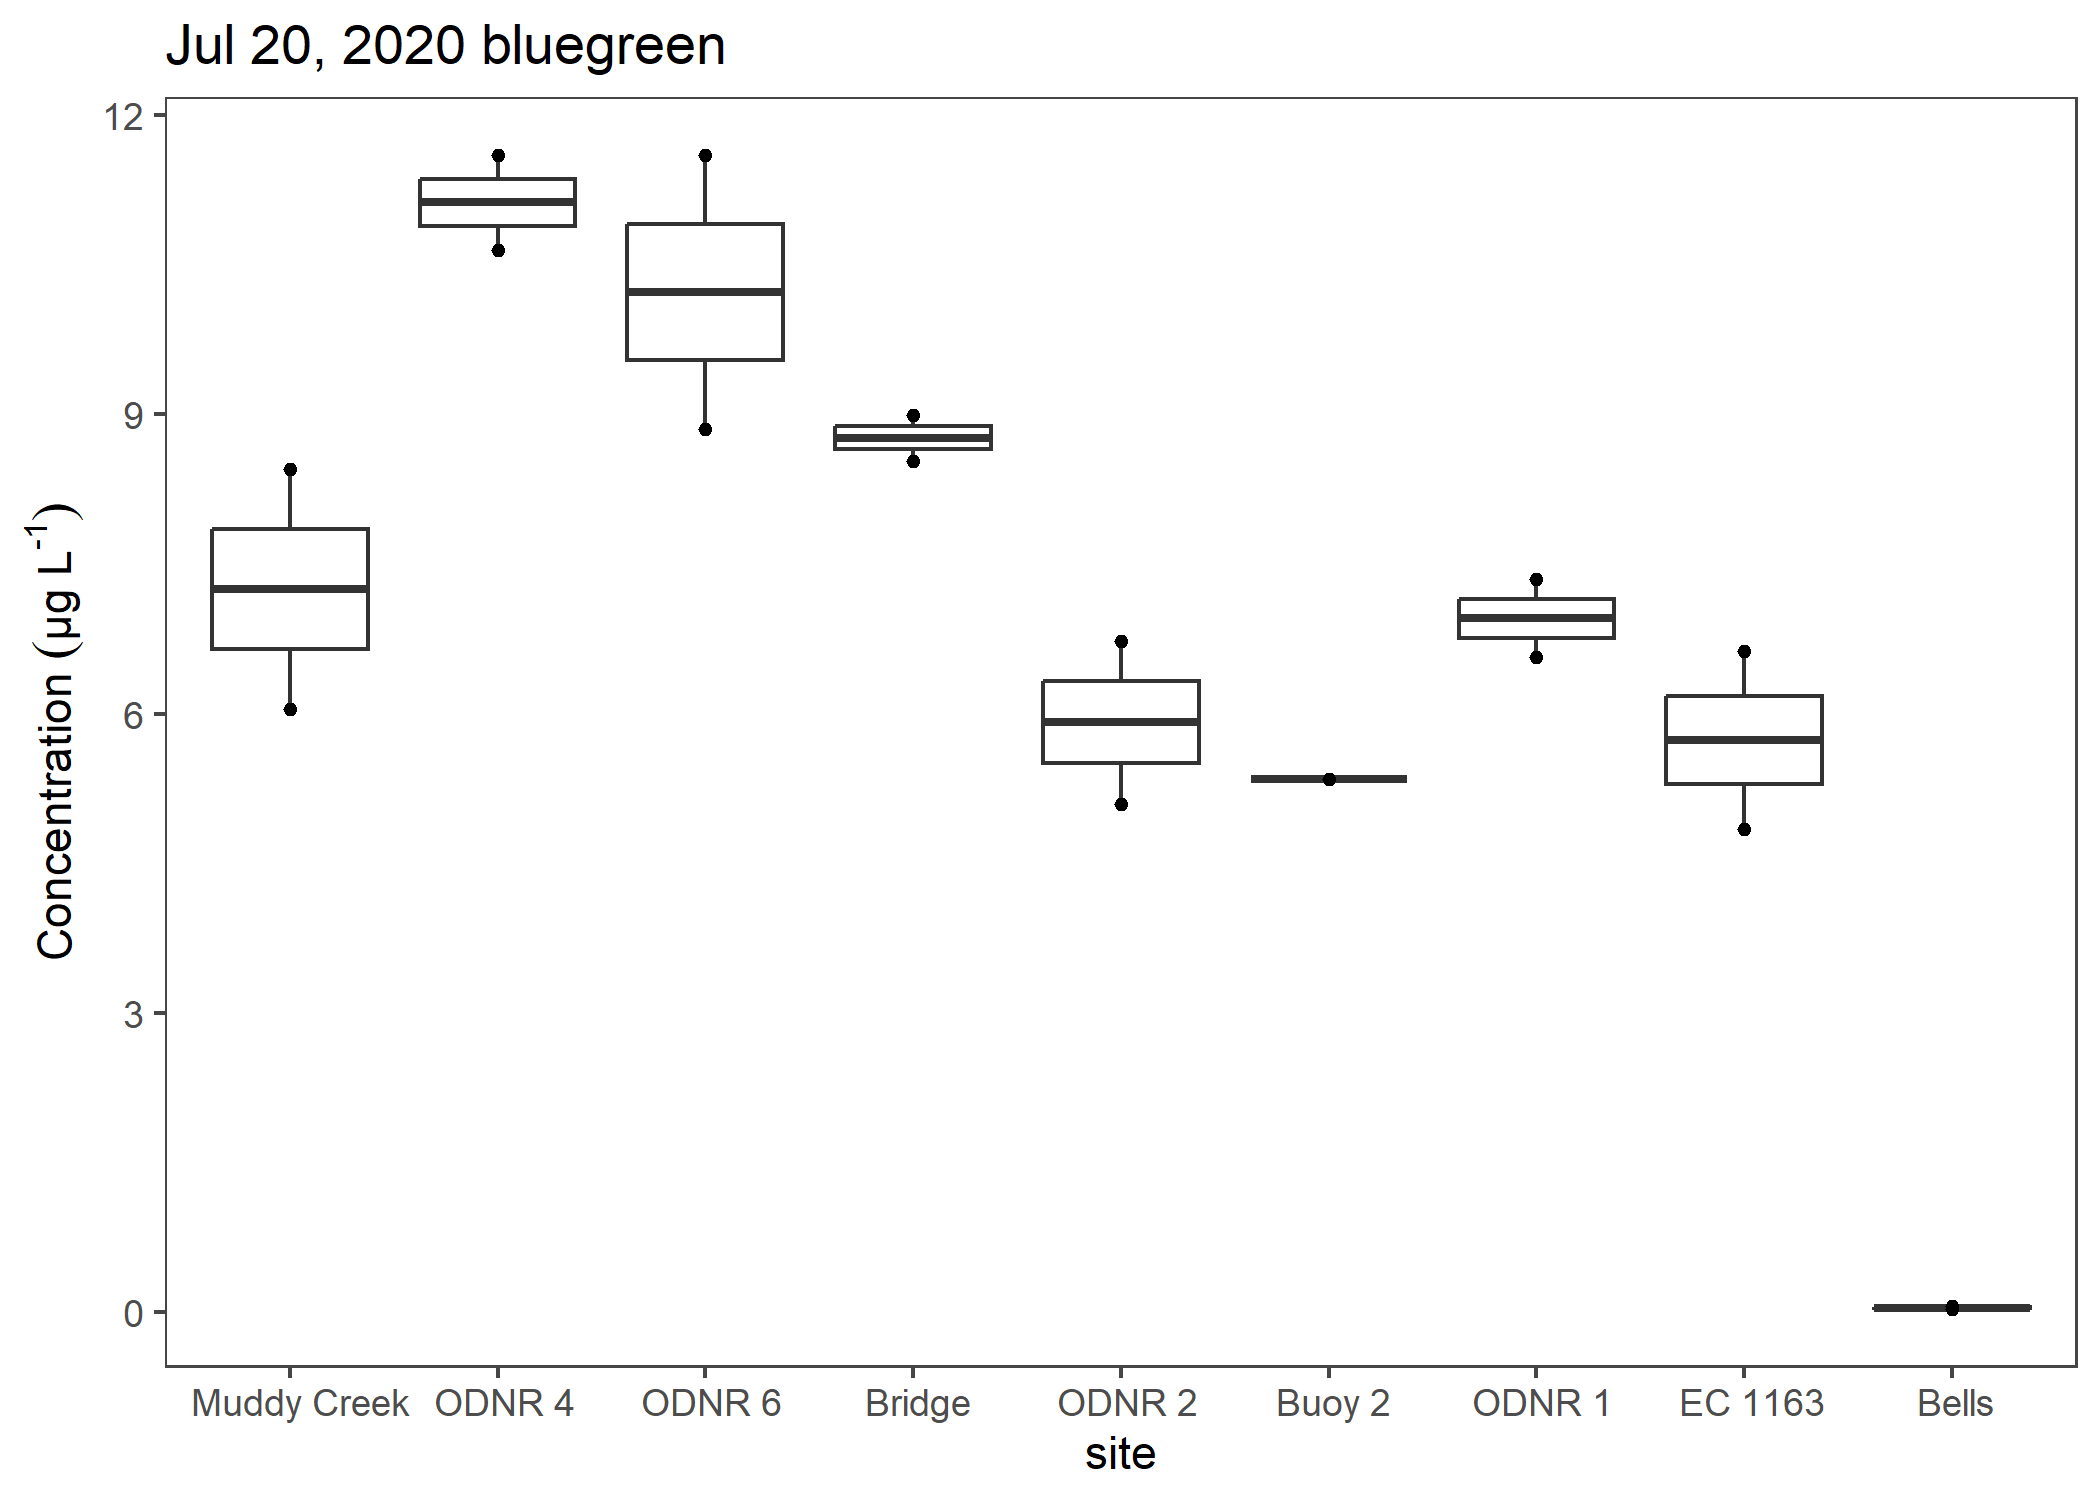 Jul 20, 2020 bluegreen
12
9
6
3
0
Concentration (µg L-1)
Muddy Creek ODNR 4 ODNR 6 Bridge ODNR 2 Buoy 2 ODNR 1 EC 1163 Bells
site